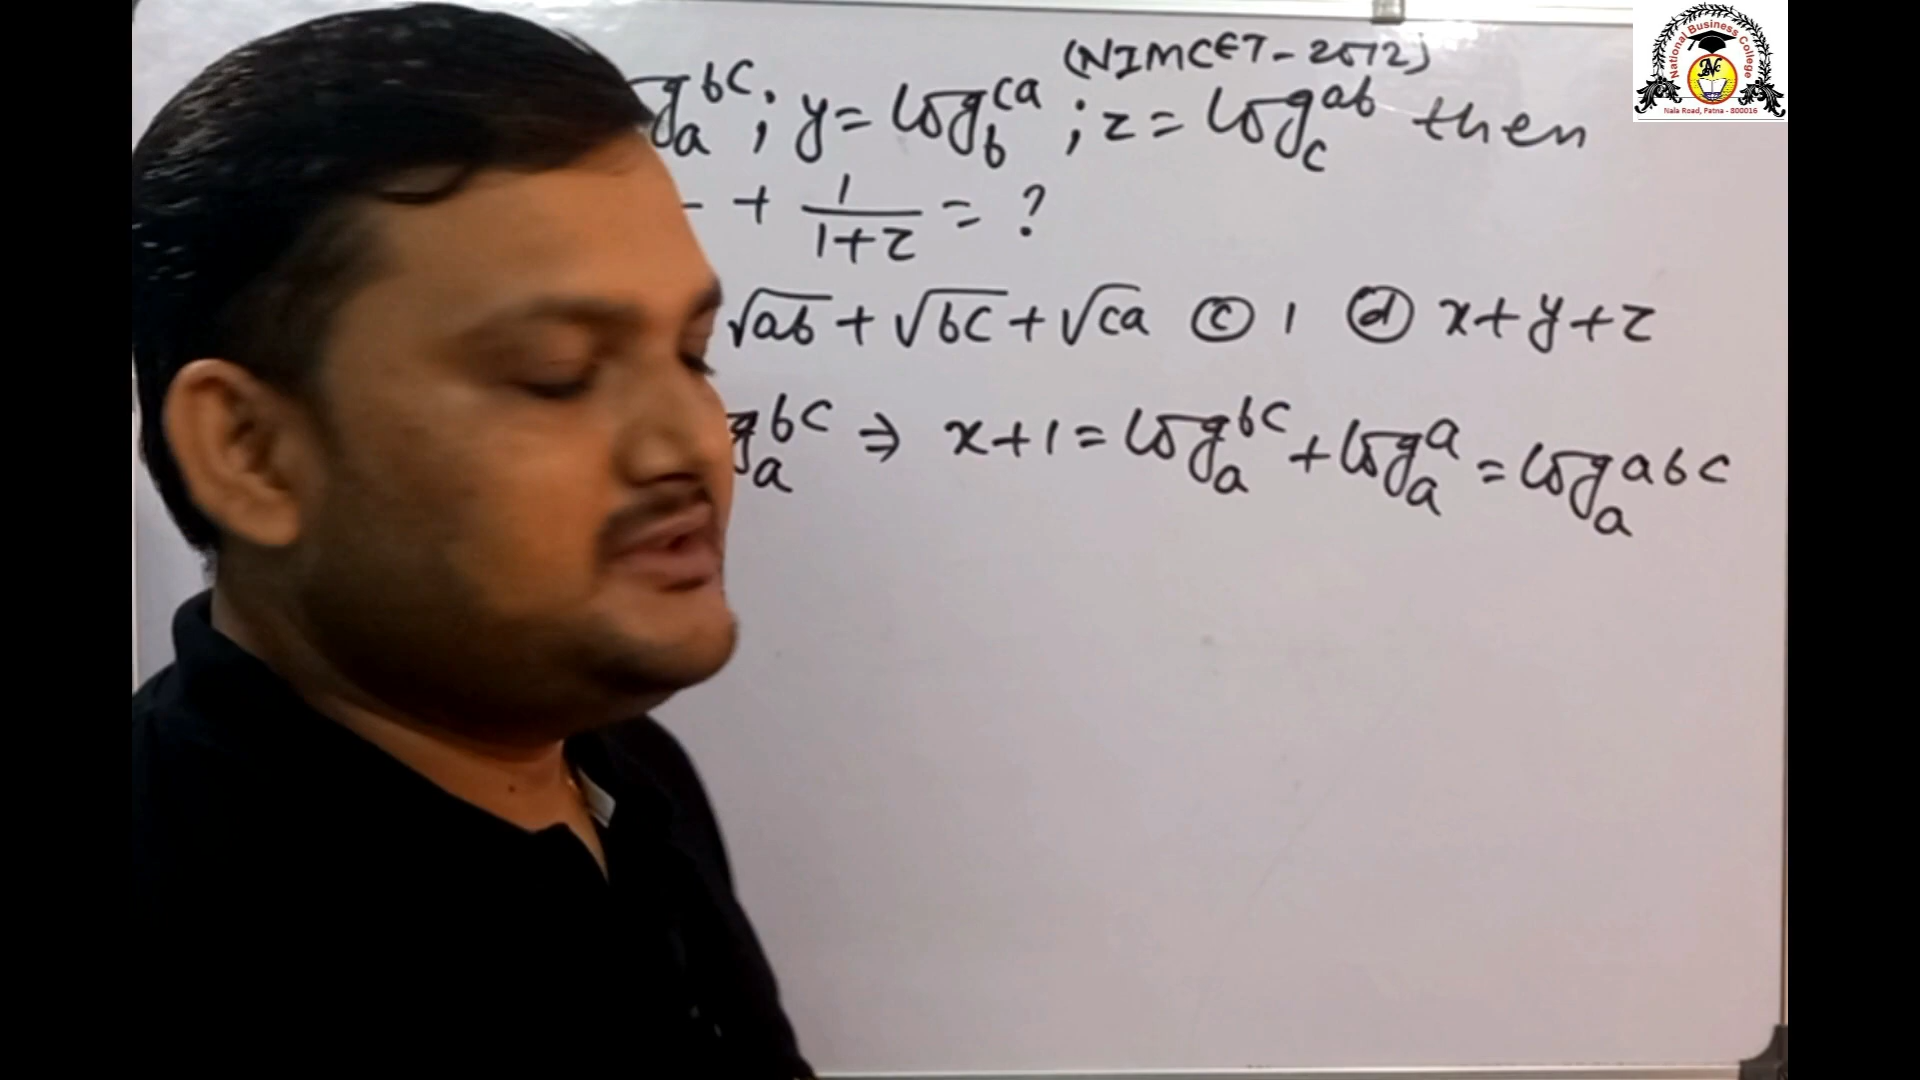 (NIMCET-2012)
bc; y = log_b^ca ; z = log_c^ab then
+ 1/(1+z) = ?
√ab + √bc + √ca ⓒ 1 ⓓ x+y+z
bc ⇒ x+1 = log_a^bc + log_a^a = log_a^abc
National Business College
NBC
Nala Road, Patna - 800016